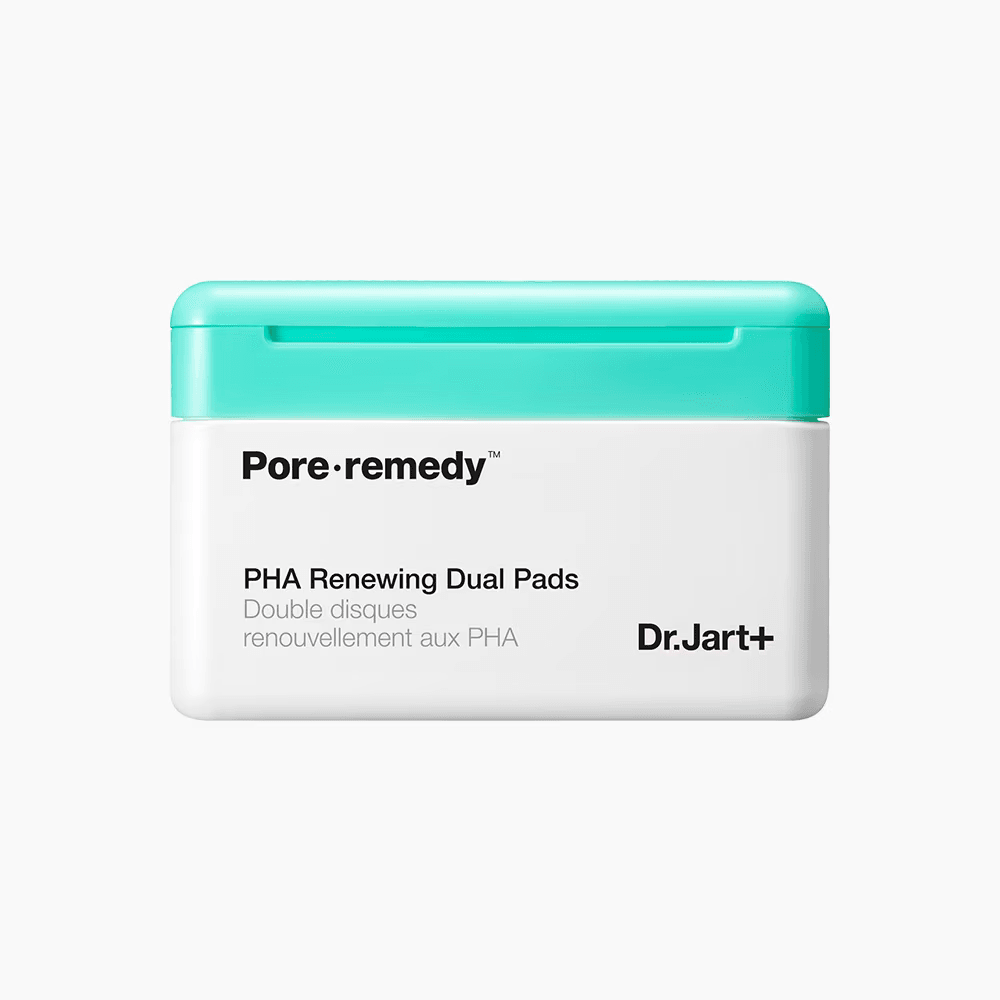 Pore·remedy™
PHA Renewing Dual Pads
Double disques
renouvellement aux PHA
Dr.Jart+